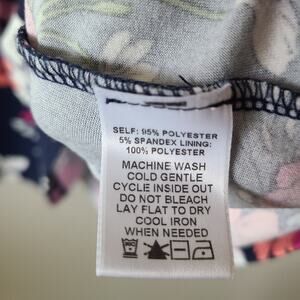 SELF: 95% POLYESTER
5% SPANDEX LINING:
100% POLYESTER
MACHINE WASH
COLD GENTLE
CYCLE INSIDE OUT
DO NOT BLEACH
LAY FLAT TO DRY
COOL IRON
WHEN NEEDED